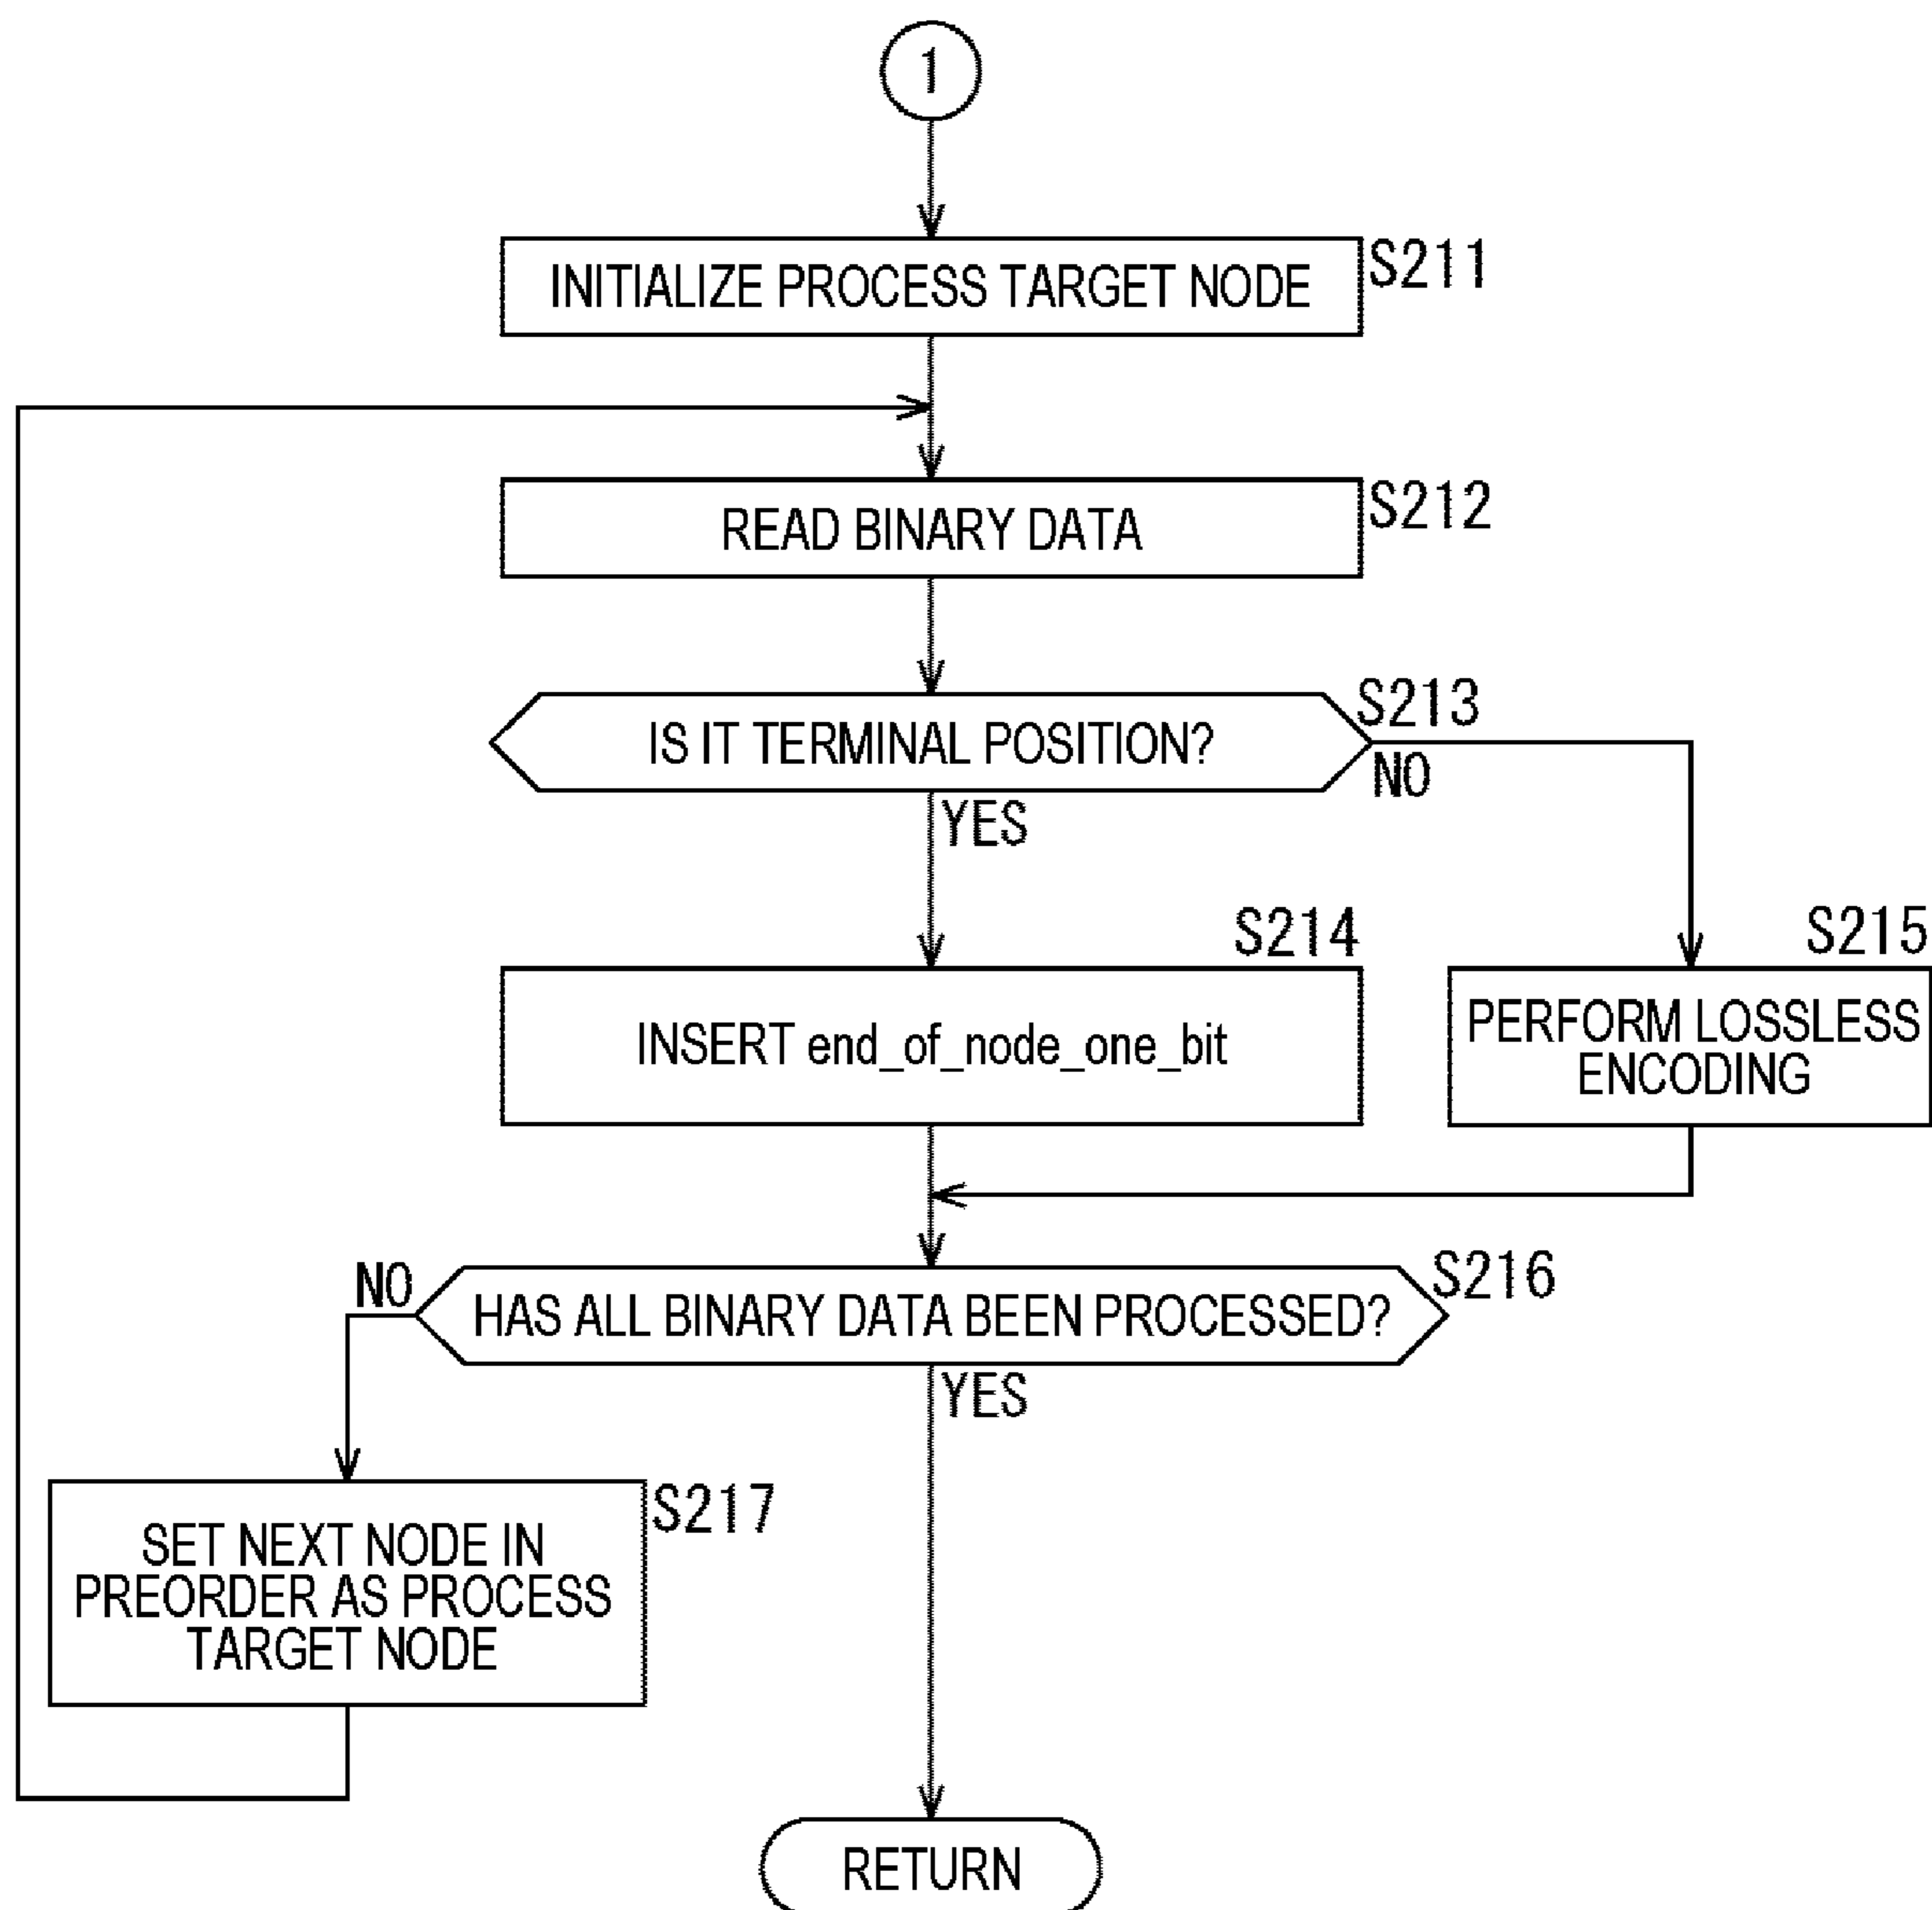 1
INITIALIZE PROCESS TARGET NODE
S211
READ BINARY DATA
S212
IS IT TERMINAL POSITION?
S213
NO
YES
S214
INSERT end_of_node_one_bit
S215
PERFORM LOSSLESS
ENCODING
NO
HAS ALL BINARY DATA BEEN PROCESSED?
S216
YES
SET NEXT NODE IN
PREORDER AS PROCESS
TARGET NODE
S217
RETURN